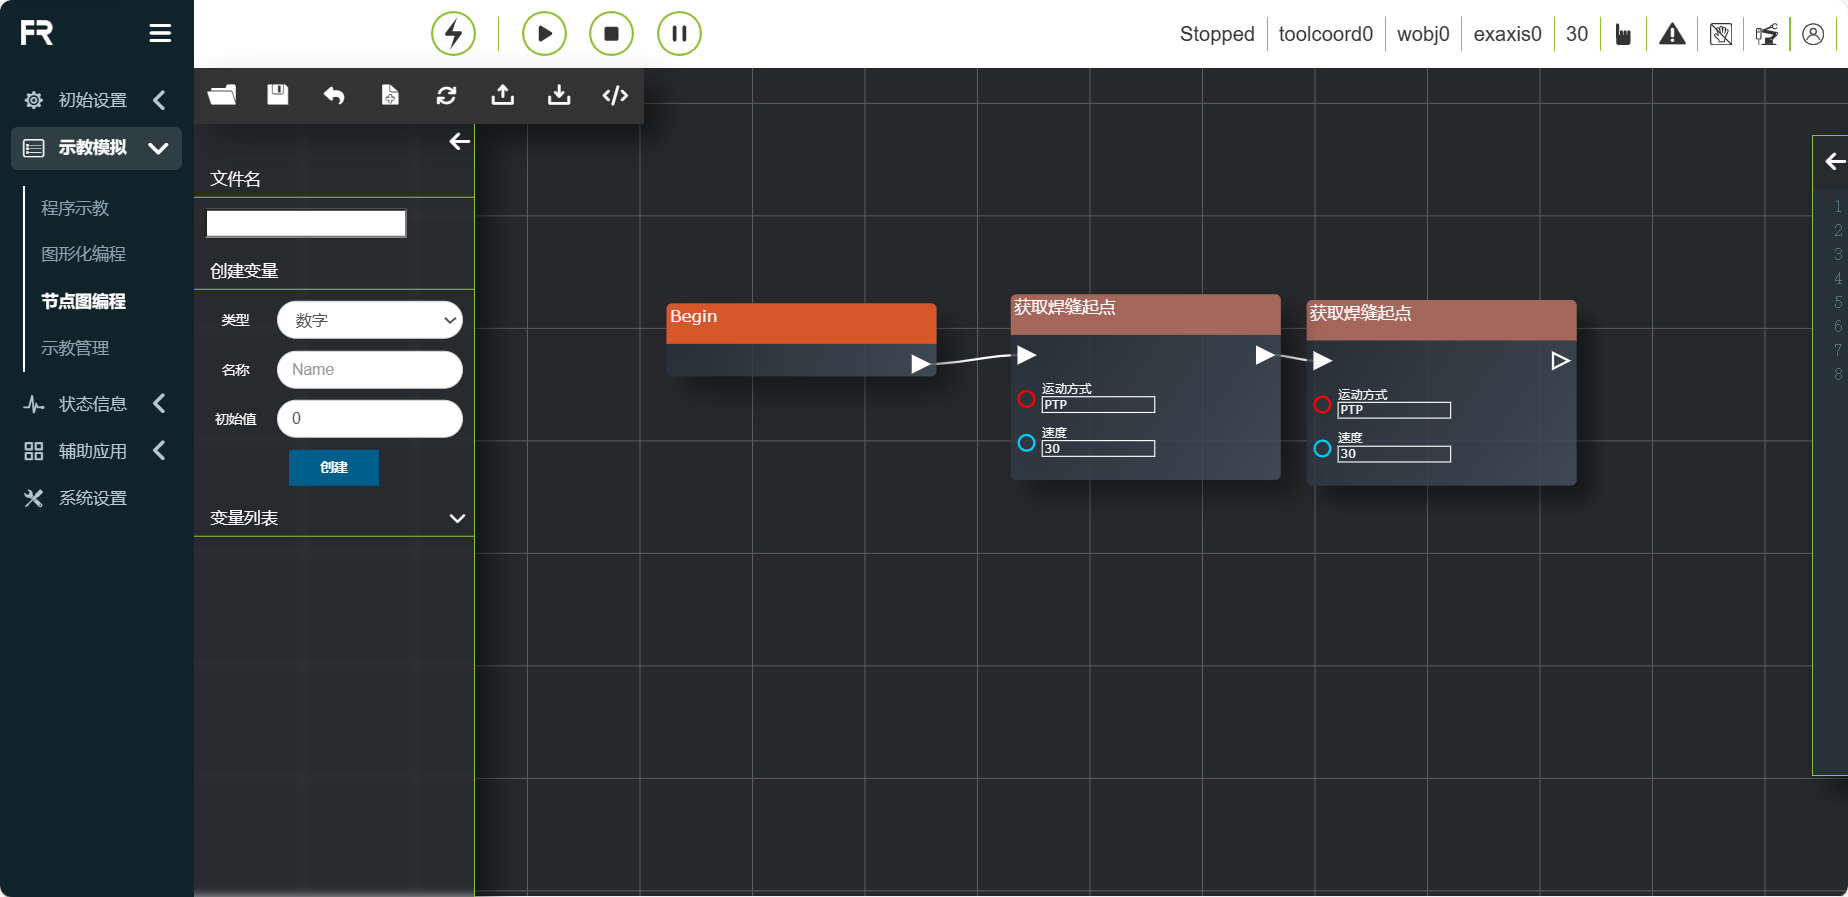 FR
Stopped
toolcoord0
wobj0
exaxis0
30
初始设置
示教模拟
程序示教
图形化编程
节点图编程
示教管理
状态信息
辅助应用
系统设置
文件名
创建变量
类型
数字
名称
Name
初始值
0
创建
变量列表
Begin
获取焊缝起点
运动方式
PTP
速度
30
获取焊缝起点
运动方式
PTP
速度
30
1
2
3
4
5
6
7
8